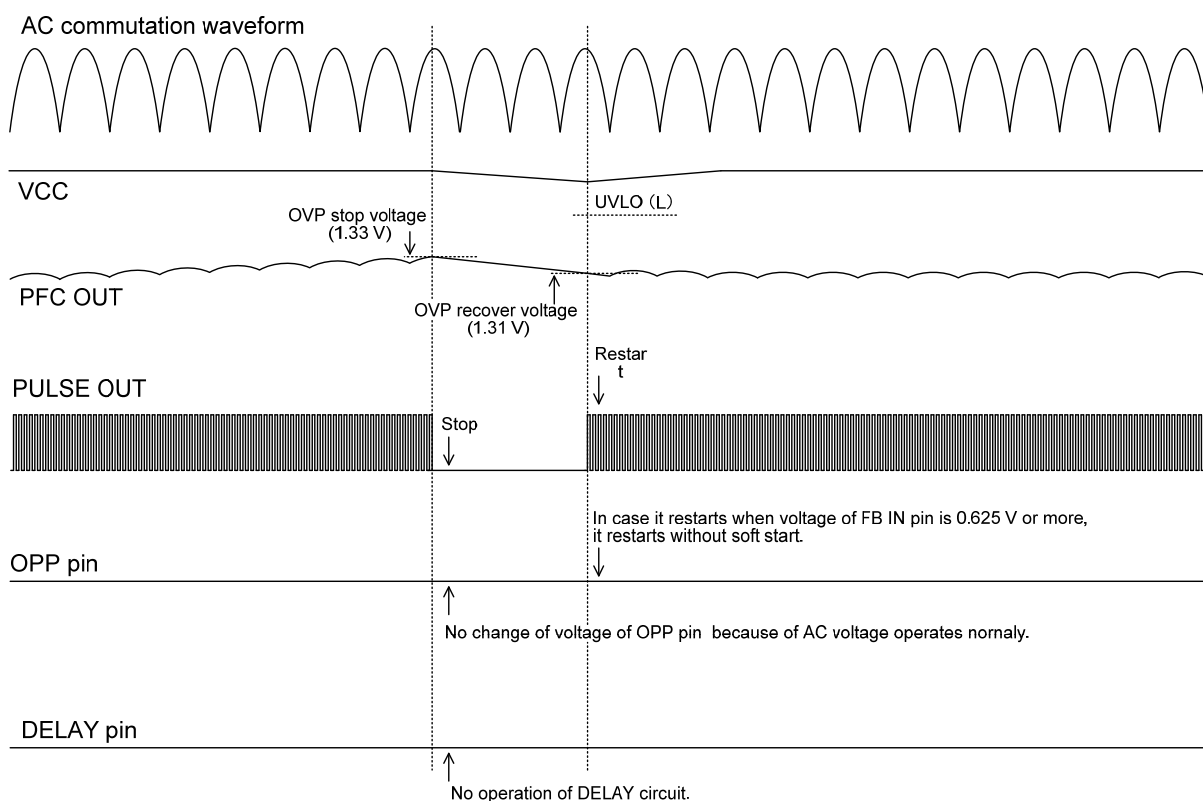 AC commutation waveform
VCC
UVLO (L)
OVP stop voltage
(1.33 V)
PFC OUT
OVP recover voltage
(1.31 V)
Restar
t
PULSE OUT
Stop
In case it restarts when voltage of FB IN pin is 0.625 V or more,
it restarts without soft start.
OPP pin
No change of voltage of OPP pin because of AC voltage operates nornaly.
DELAY pin
No operation of DELAY circuit.